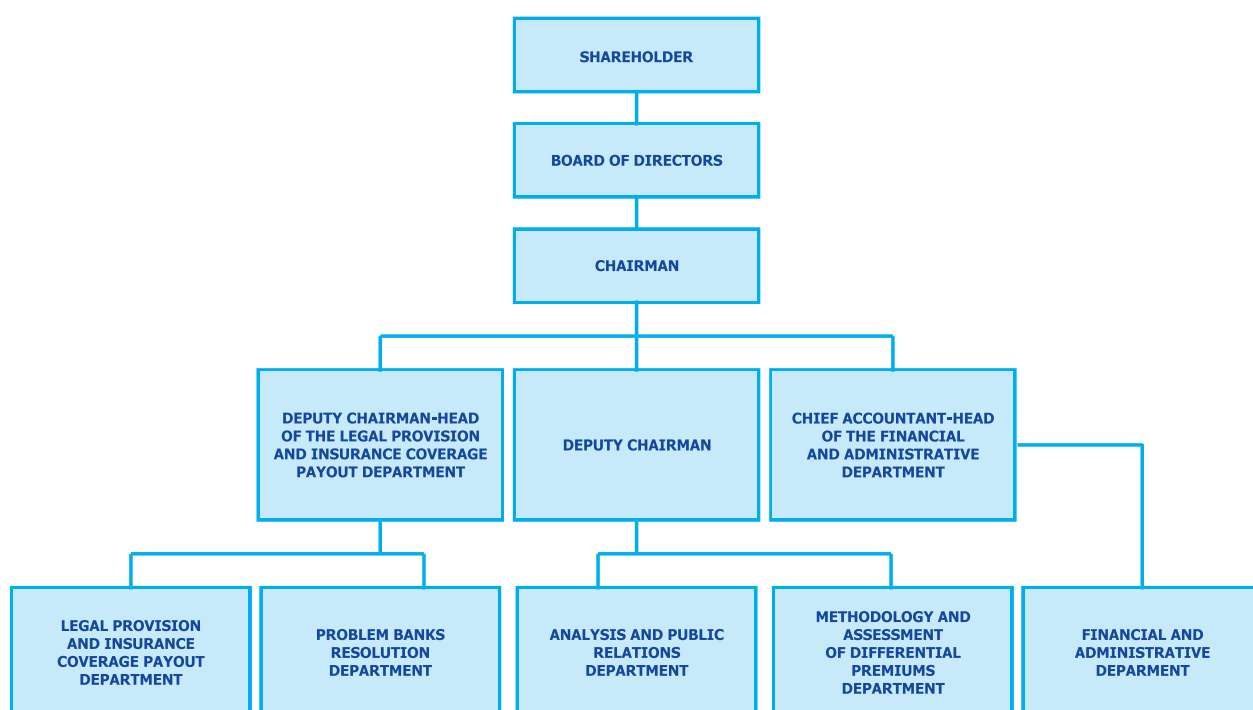 SHAREHOLDER
BOARD OF DIRECTORS
CHAIRMAN
DEPUTY CHAIRMAN-HEAD
OF THE LEGAL PROVISION
AND INSURANCE COVERAGE
PAYOUT DEPARTMENT
DEPUTY CHAIRMAN
CHIEF ACCOUNTANT-HEAD
OF THE FINANCIAL
AND ADMINISTRATIVE
DEPARTMENT
LEGAL PROVISION
AND INSURANCE
COVERAGE PAYOUT
DEPARTMENT
PROBLEM BANKS
RESOLUTION
DEPARTMENT
ANALYSIS AND PUBLIC
RELATIONS
DEPARTMENT
METHODOLOGY AND
ASSESSMENT
OF DIFFERENTIAL
PREMIUMS
DEPARTMENT
FINANCIAL AND
ADMINISTRATIVE
DEPARMENT